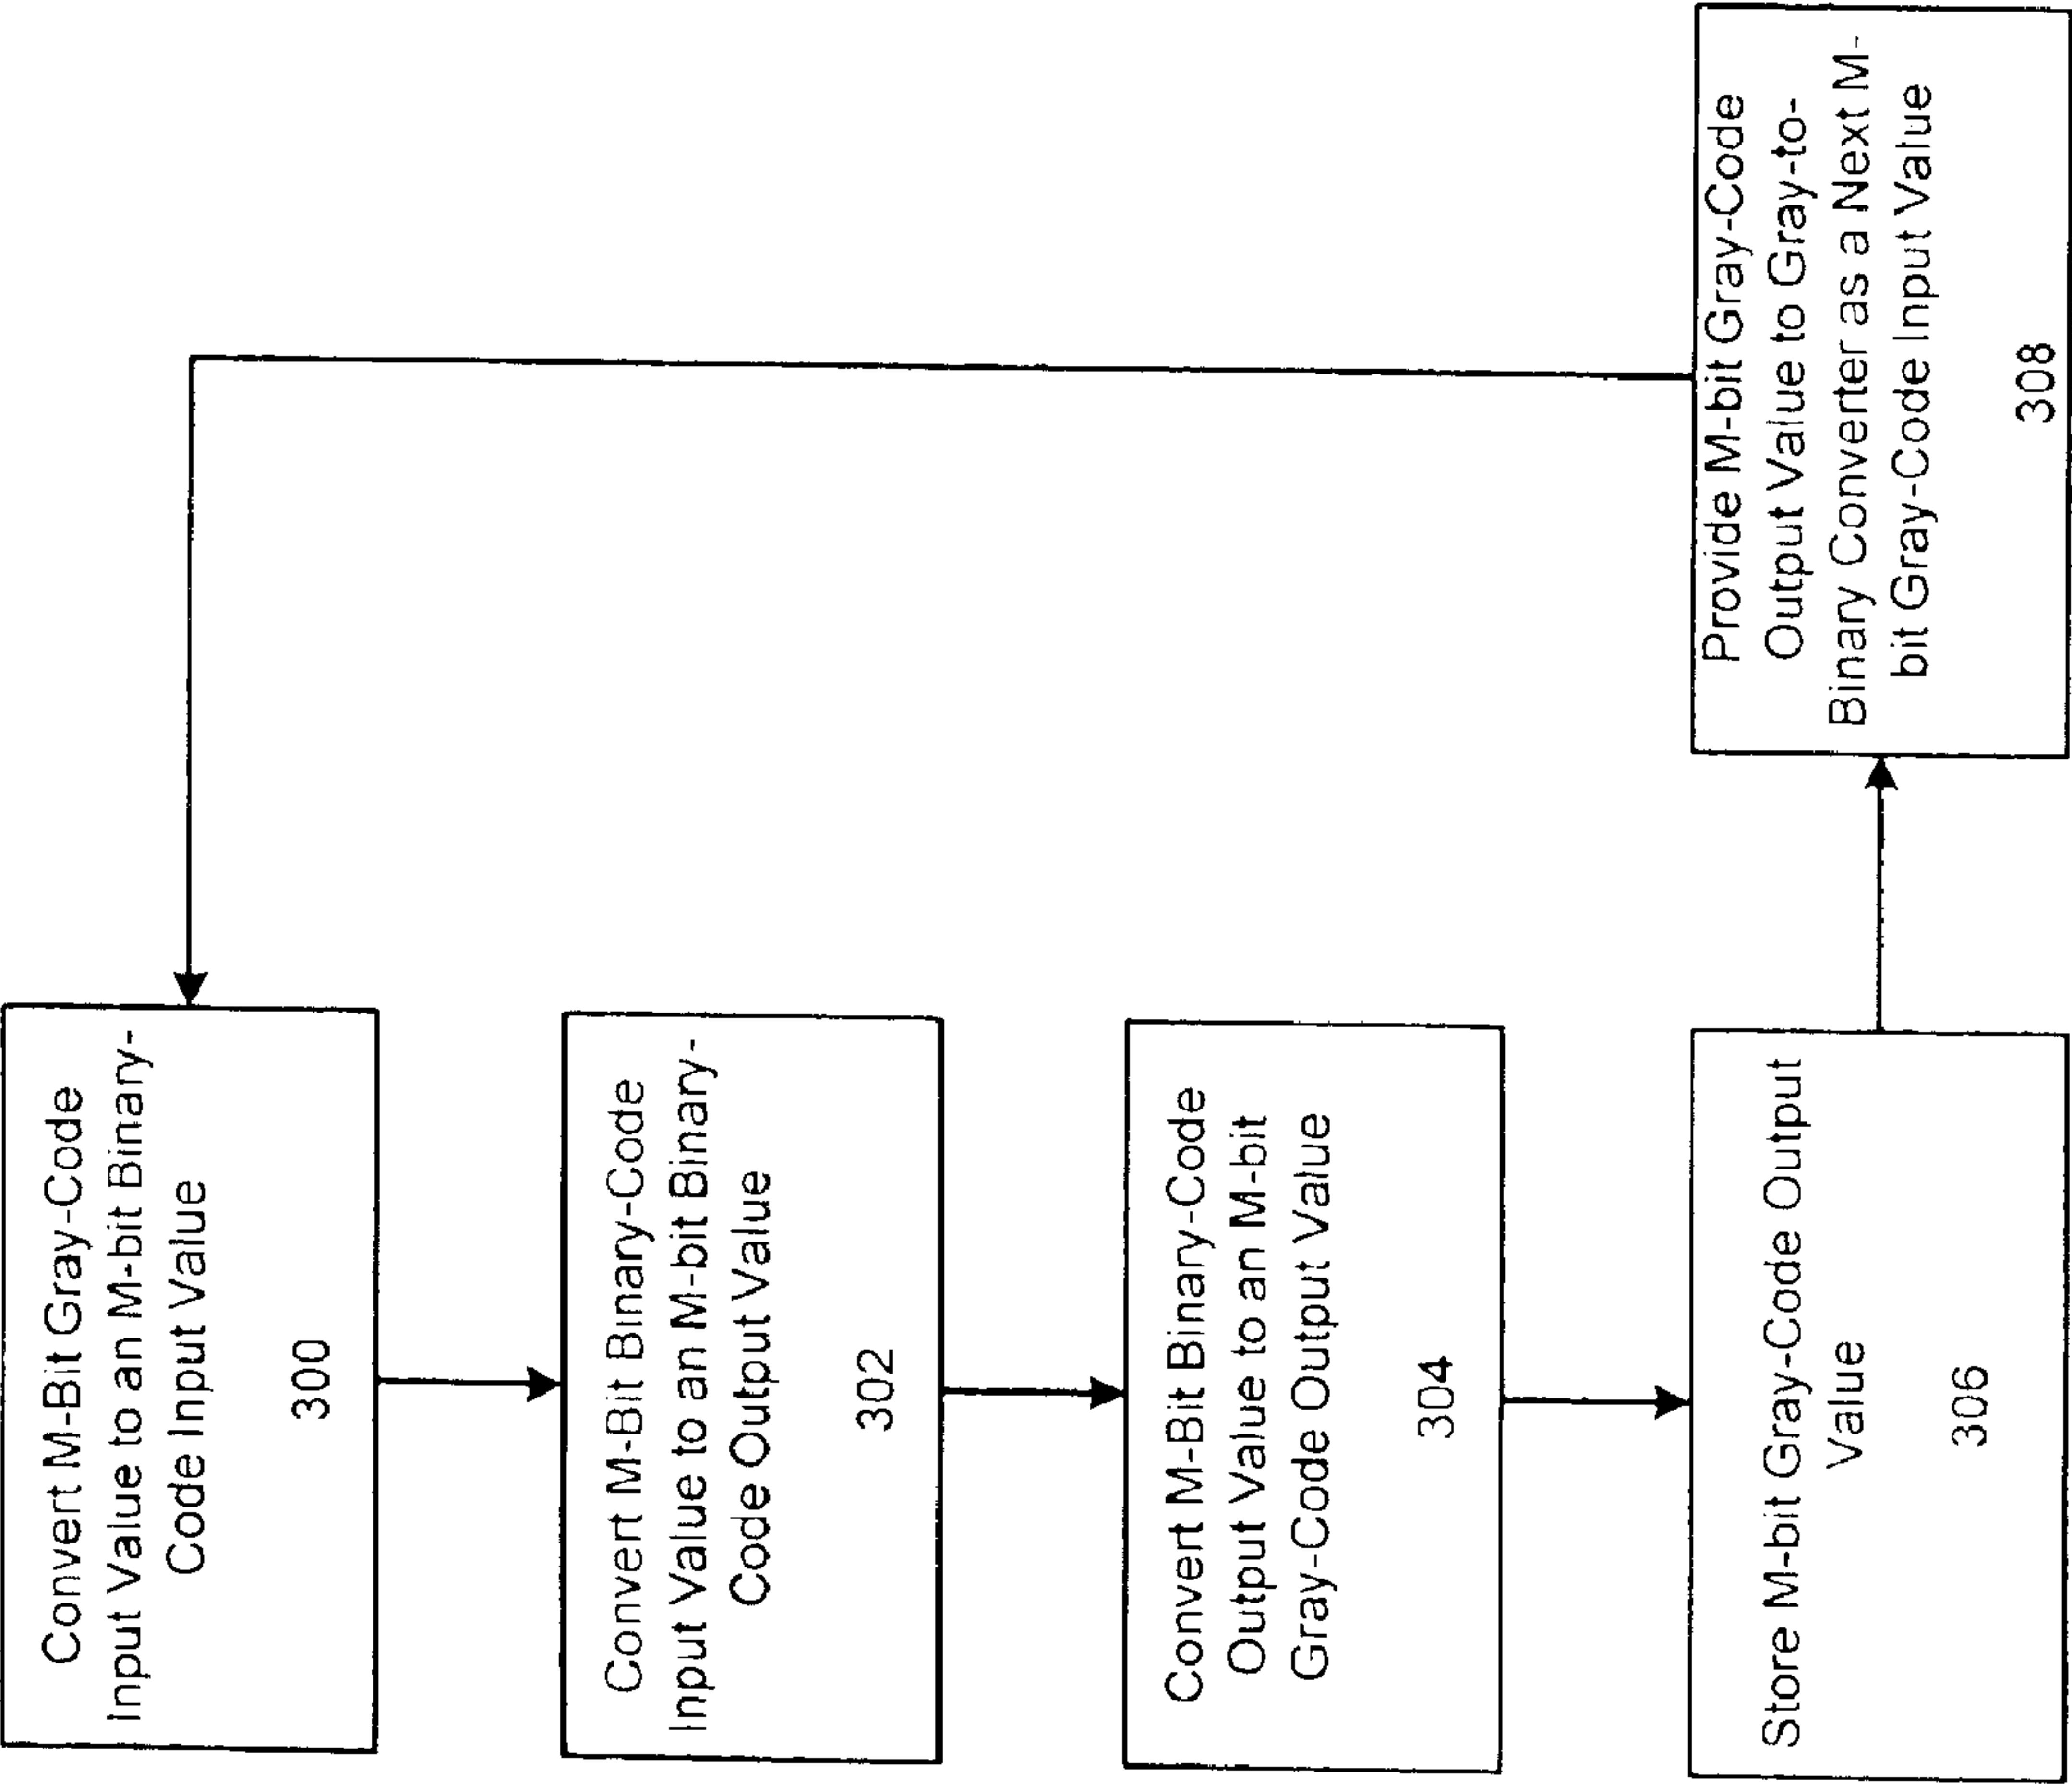 Convert M-Bit Gray-Code
Input Value to an M-bit Binary-
Code Input Value
300
Convert M-Bit Binary-Code
Input Value to an M-bit Binary-
Code Output Value
302
Convert M-Bit Binary-Code
Output Value to an M-bit
Gray-Code Output Value
304
Store M-bit Gray-Code Output
Value
306
Provide M-bit Gray-Code
Output Value to Gray-to-
Binary Converter as a Next M-
bit Gray-Code Input Value
308